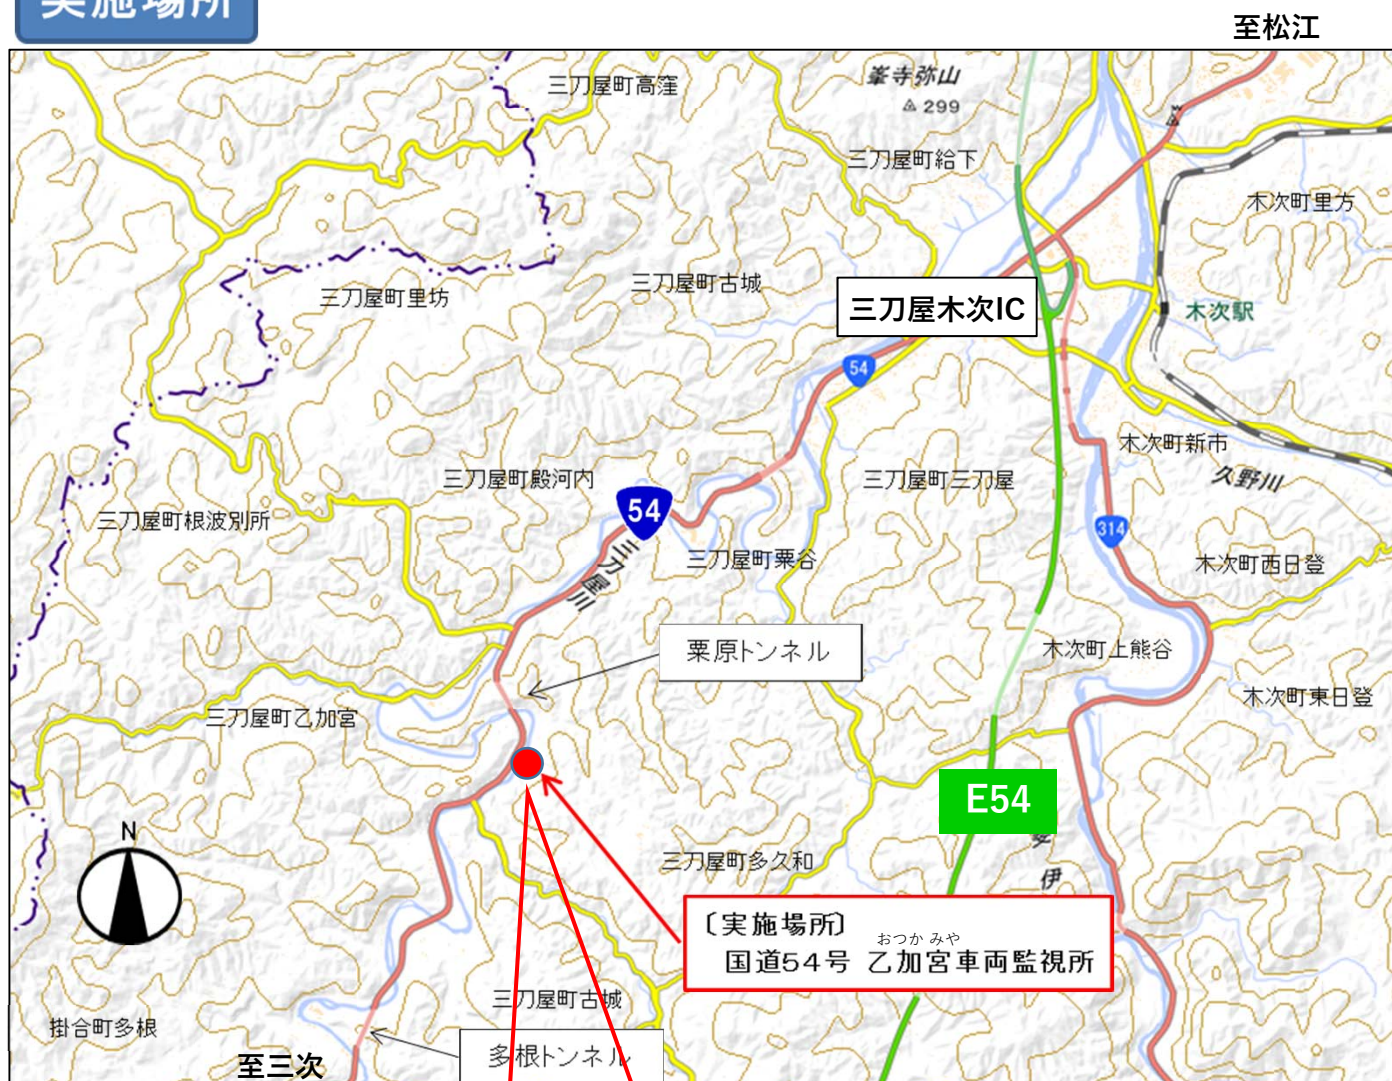 実施場所
至松江
三刀屋町高窪
峯寺弥山
299
三刀屋町給下
木次町里方
三刀屋町里坊
三刀屋町古城
三刀屋木次IC
木次駅
54
木次町新市
久野川
三刀屋町殿河内
三刀屋町三刀屋
54
三刀屋町根波別所
314
三刀屋川
三刀屋町粟谷
木次町西日登
粟原トンネル
木次町上熊谷
木次町東日登
三刀屋町乙加宮
E54
N
三刀屋町多久和
伊
〔実施場所〕
おつか みや
国道54号 乙加宮車両監視所
三刀屋町古城
掛合町多根
多根トンネル
至三次